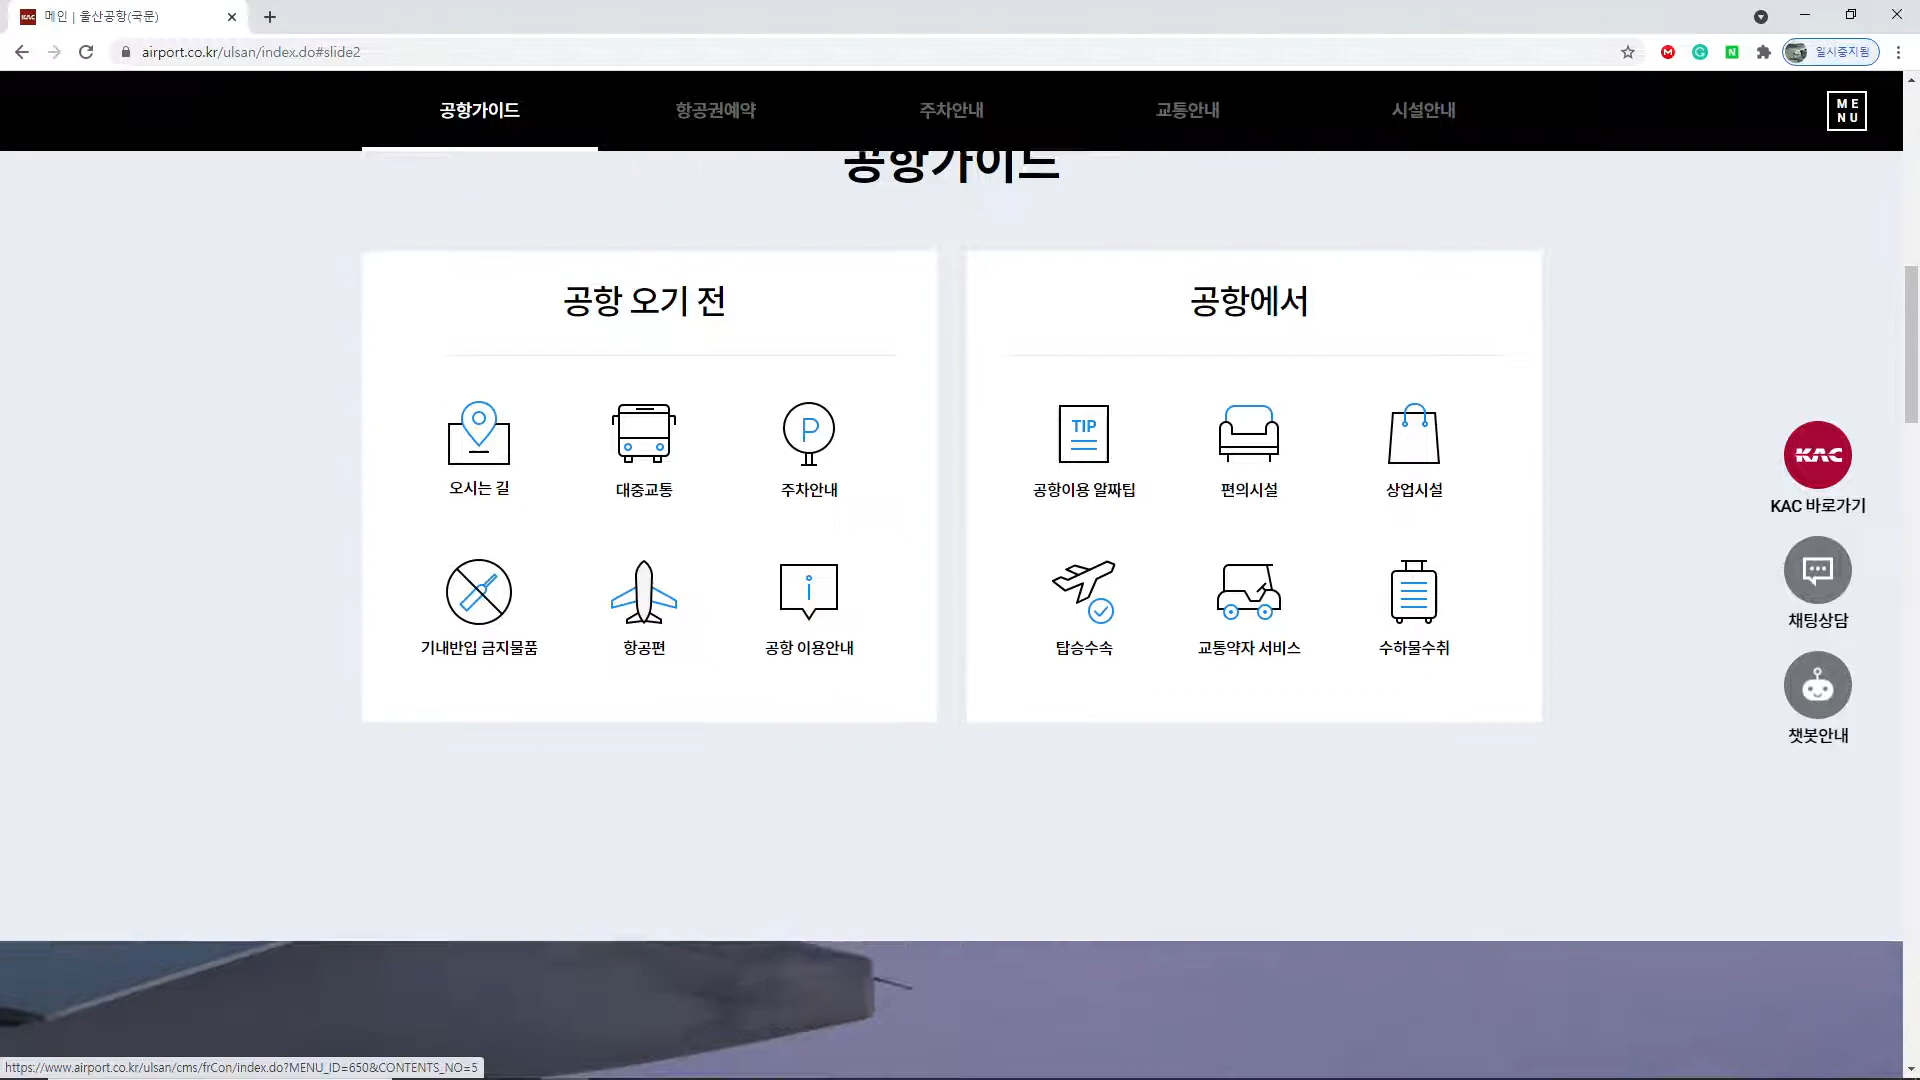 메인 | 울산공항(국문)
airport.co.kr/ulsan/index.do#slide2
일시중지됨
공항가이드
항공권예약
주차안내
교통안내
시설안내
ME
NU
공항가이드
공항 오기 전
오시는 길
대중교통
P
주차안내
기내반입 금지물품
항공편
i
공항 이용안내
공항에서
TIP
공항이용 알짜팁
편의시설
상업시설
탑승수속
교통약자 서비스
수하물수취
KAC
KAC 바로가기
채팅상담
챗봇안내
https://www.airport.co.kr/ulsan/cms/frCon/index.do?MENU_ID=650&CONTENTS_NO=5